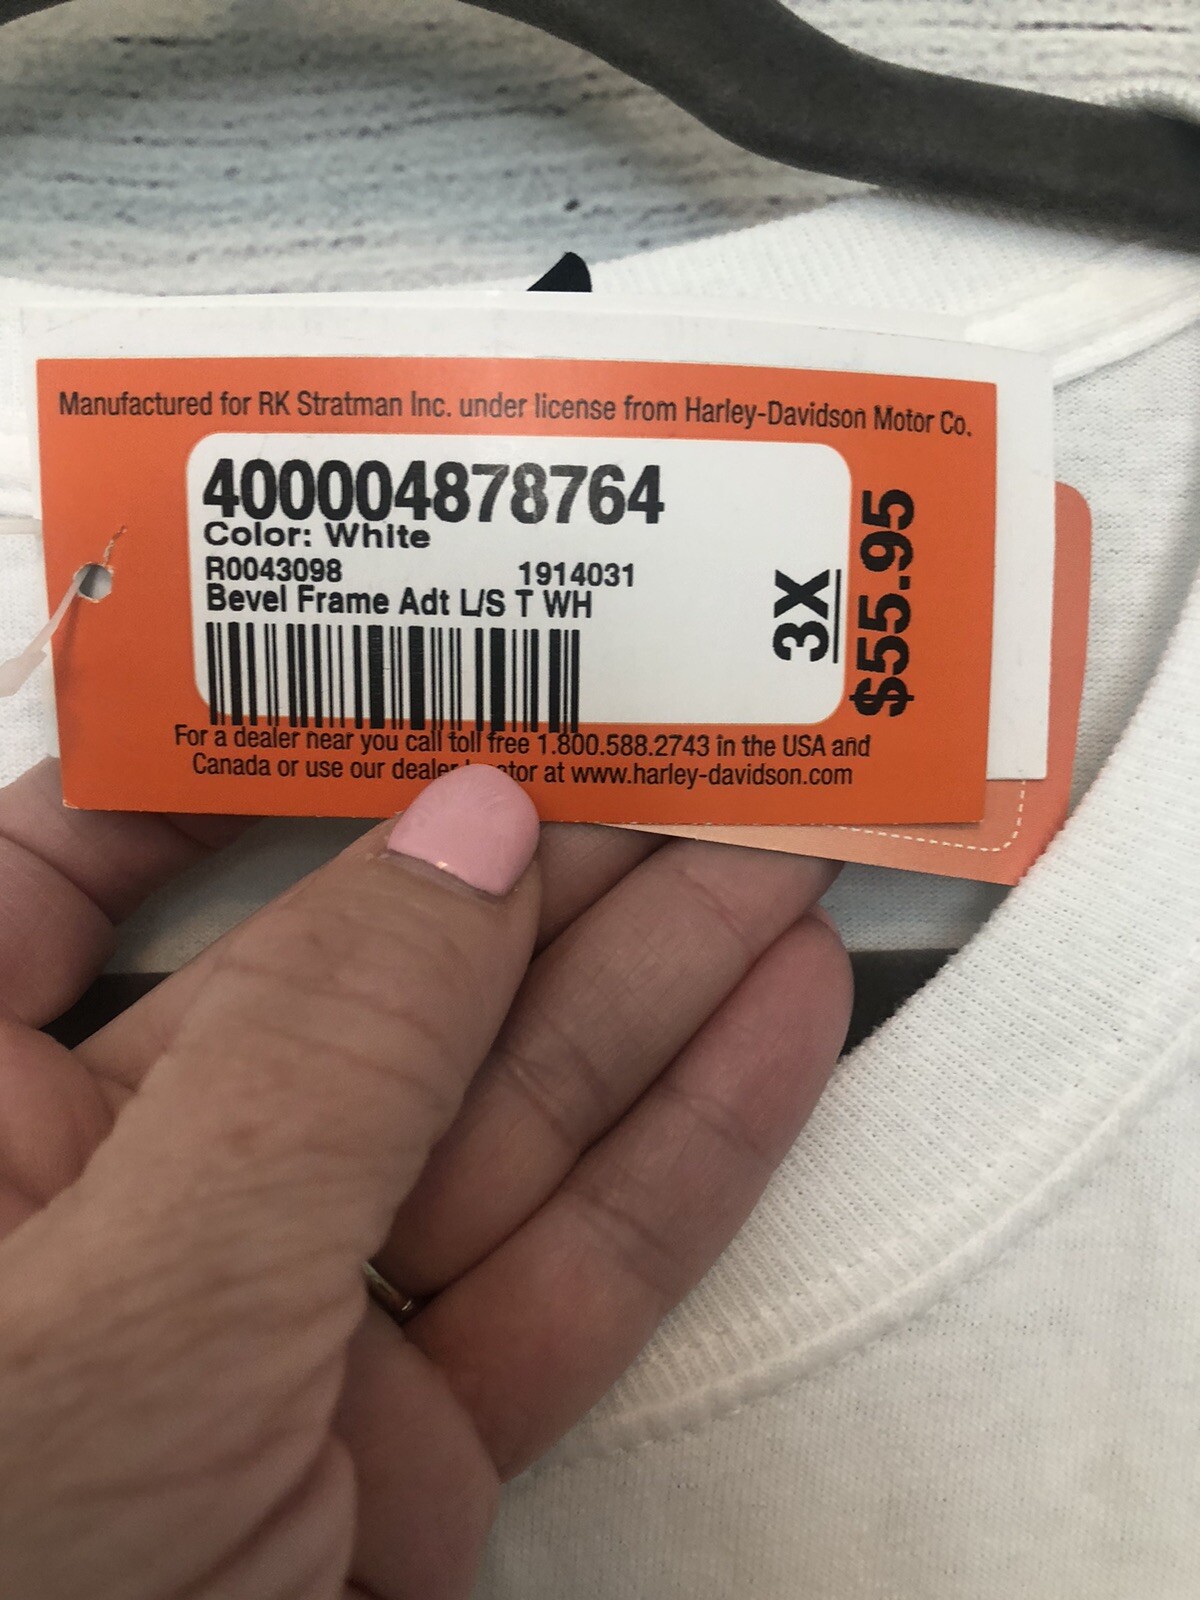 Manufactured for RK Stratman Inc. under license from Harley-Davidson Motor Co.
400004878764
Color: White
R0043098 1914031
Bevel Frame Adt L/S T WH
3X
$55.95
For a dealer near you call toll free 1.800.588.2743 in the USA and
Canada or use our dealer at www.harley-davidson.com